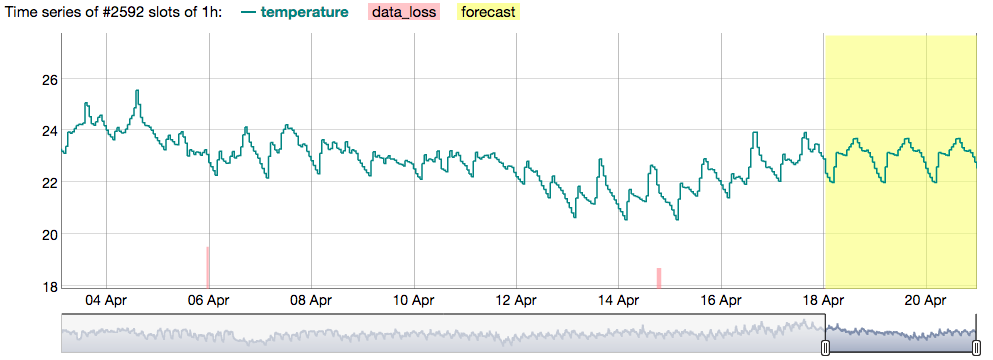 Time series of #2592 slots of 1h: temperature data_loss forecast
26
24
22
20
18
04 Apr 06 Apr 08 Apr 10 Apr 12 Apr 14 Apr 16 Apr 18 Apr 20 Apr